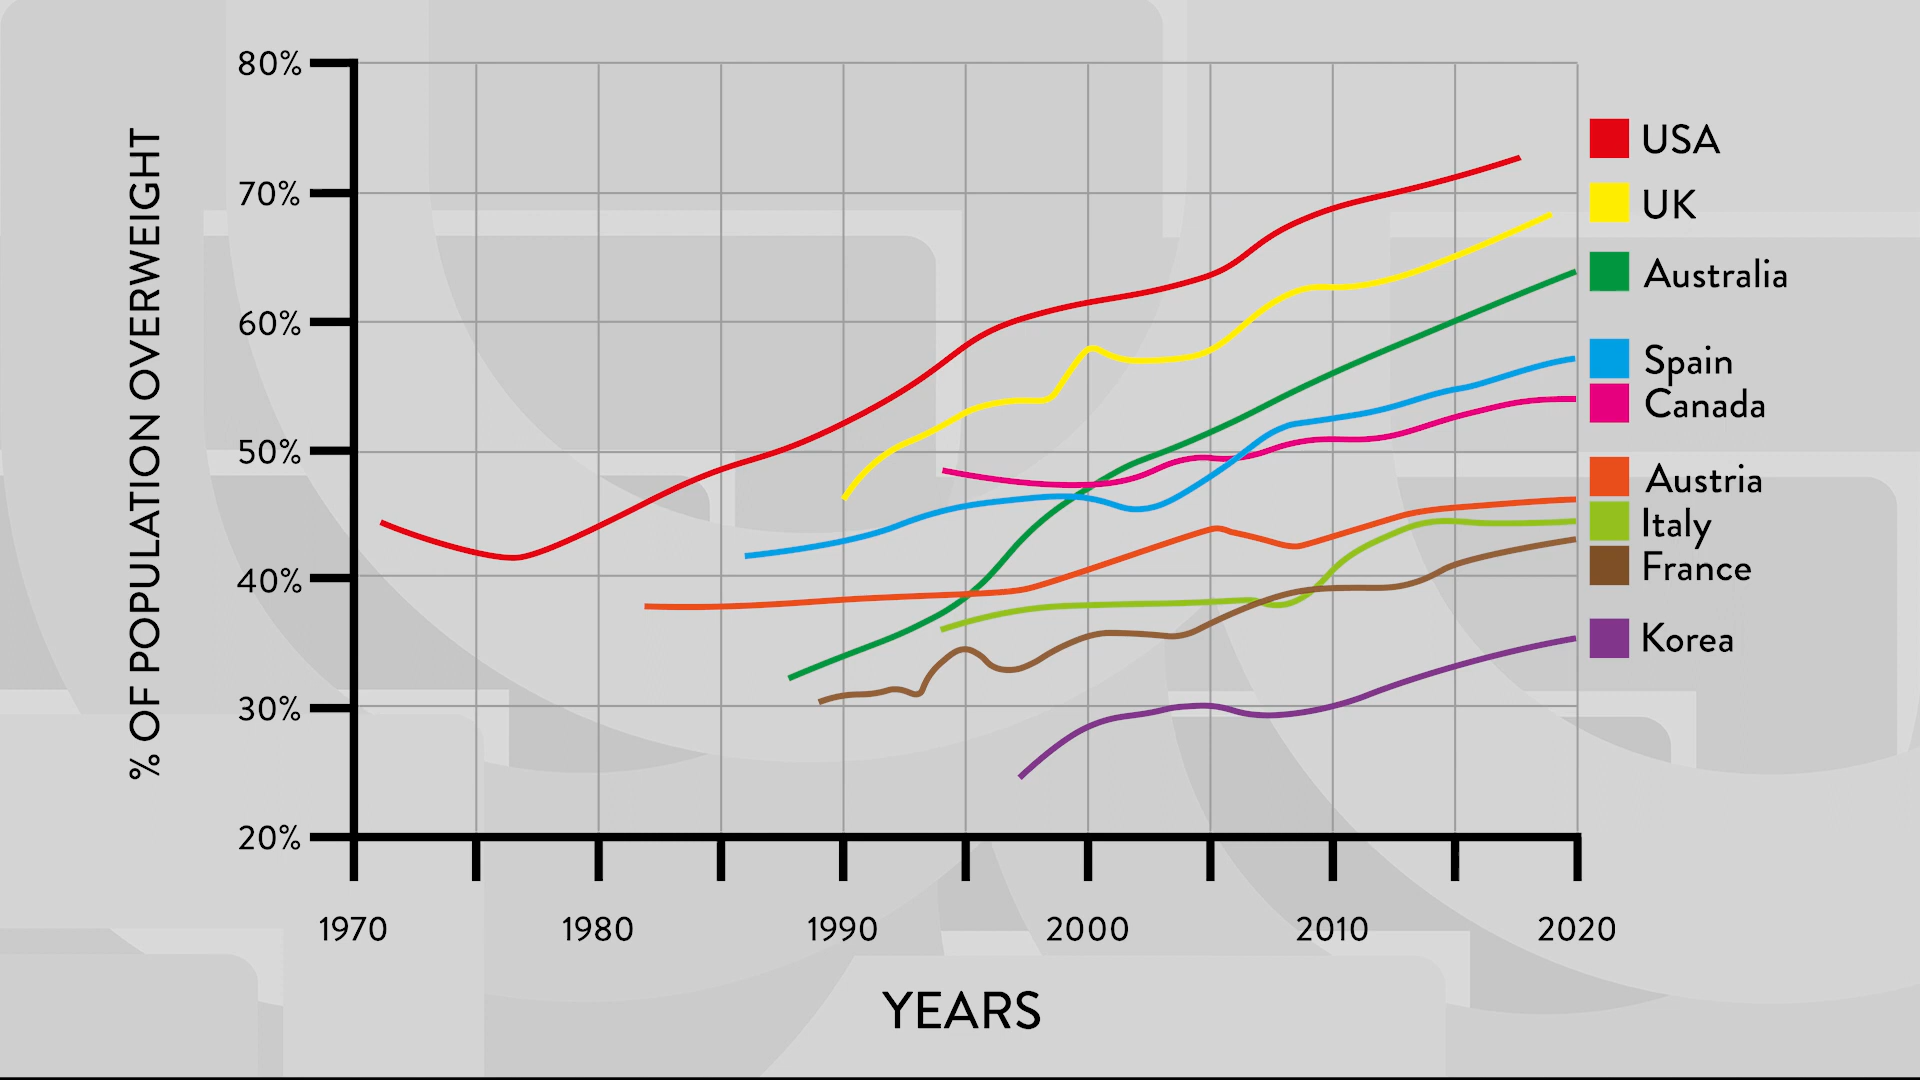 % OF POPULATION OVERWEIGHT
80%
70%
60%
50%
40%
30%
20%
1970 1980 1990 2000 2010 2020
YEARS
USA
UK
Australia
Spain
Canada
Austria
Italy
France
Korea